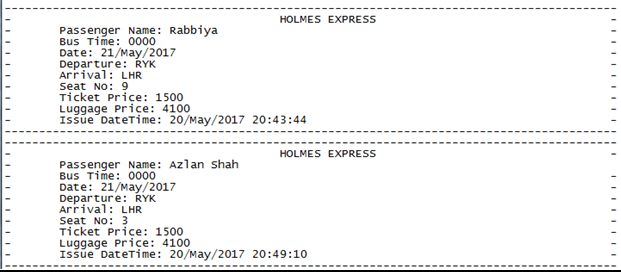 HOLMES EXPRESS
Passenger Name: Rabbiya
Bus Time: 0000
Date: 21/May/2017
Departure: RYK
Arrival: LHR
Seat No: 9
Ticket Price: 1500
Luggage Price: 4100
Issue DateTime: 20/May/2017 20:43:44
HOLMES EXPRESS
Passenger Name: Azlan Shah
Bus Time: 0000
Date: 21/May/2017
Departure: RYK
Arrival: LHR
Seat No: 3
Ticket Price: 1500
Luggage Price: 4100
Issue DateTime: 20/May/2017 20:49:10